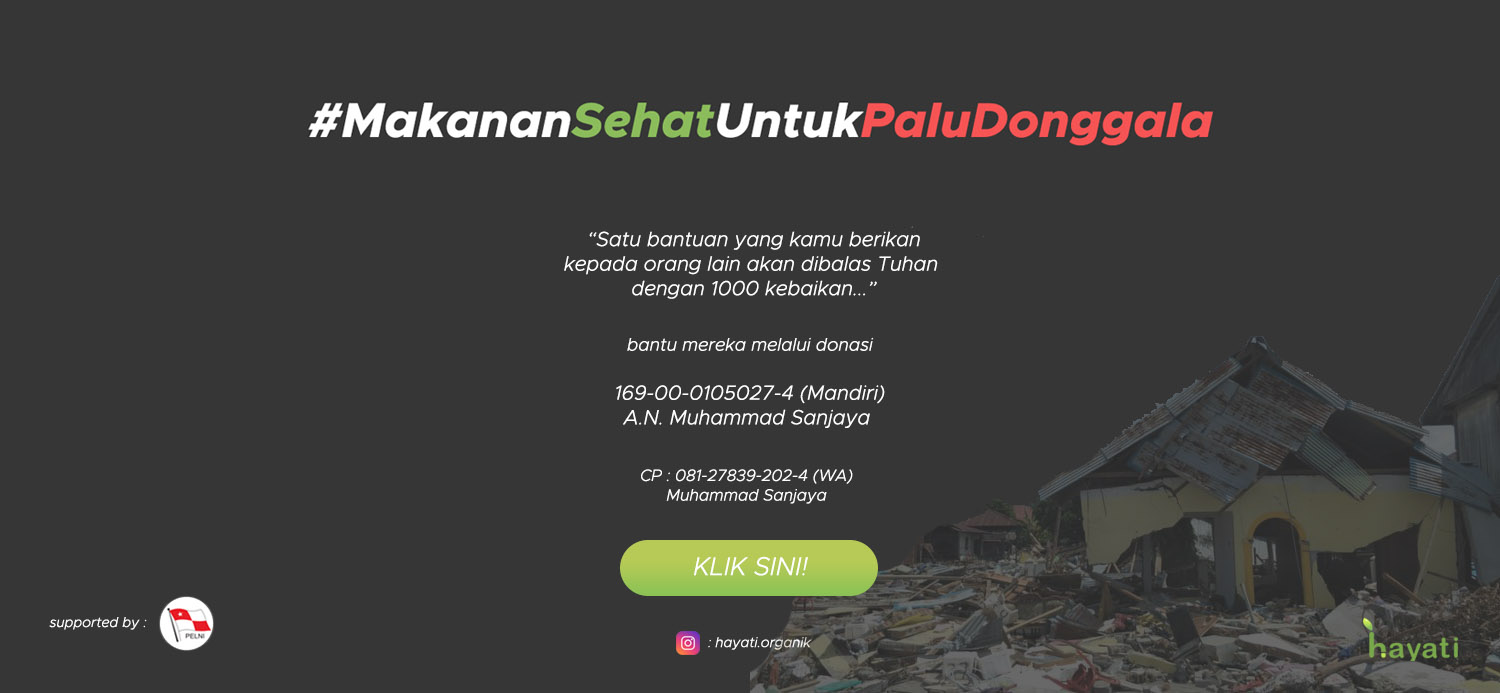 #MakananSehatUntukPaluDonggala
“Satu bantuan yang kamu berikan
kepada orang lain akan dibalas Tuhan
dengan 1000 kebaikan...”
bantu mereka melalui donasi
169-00-0105027-4 (Mandiri)
A.N. Muhammad Sanjaya
CP : 081-27839-202-4 (WA)
Muhammad Sanjaya
KLIK SINI!
supported by :
PELNI
: hayati.organik
hayati